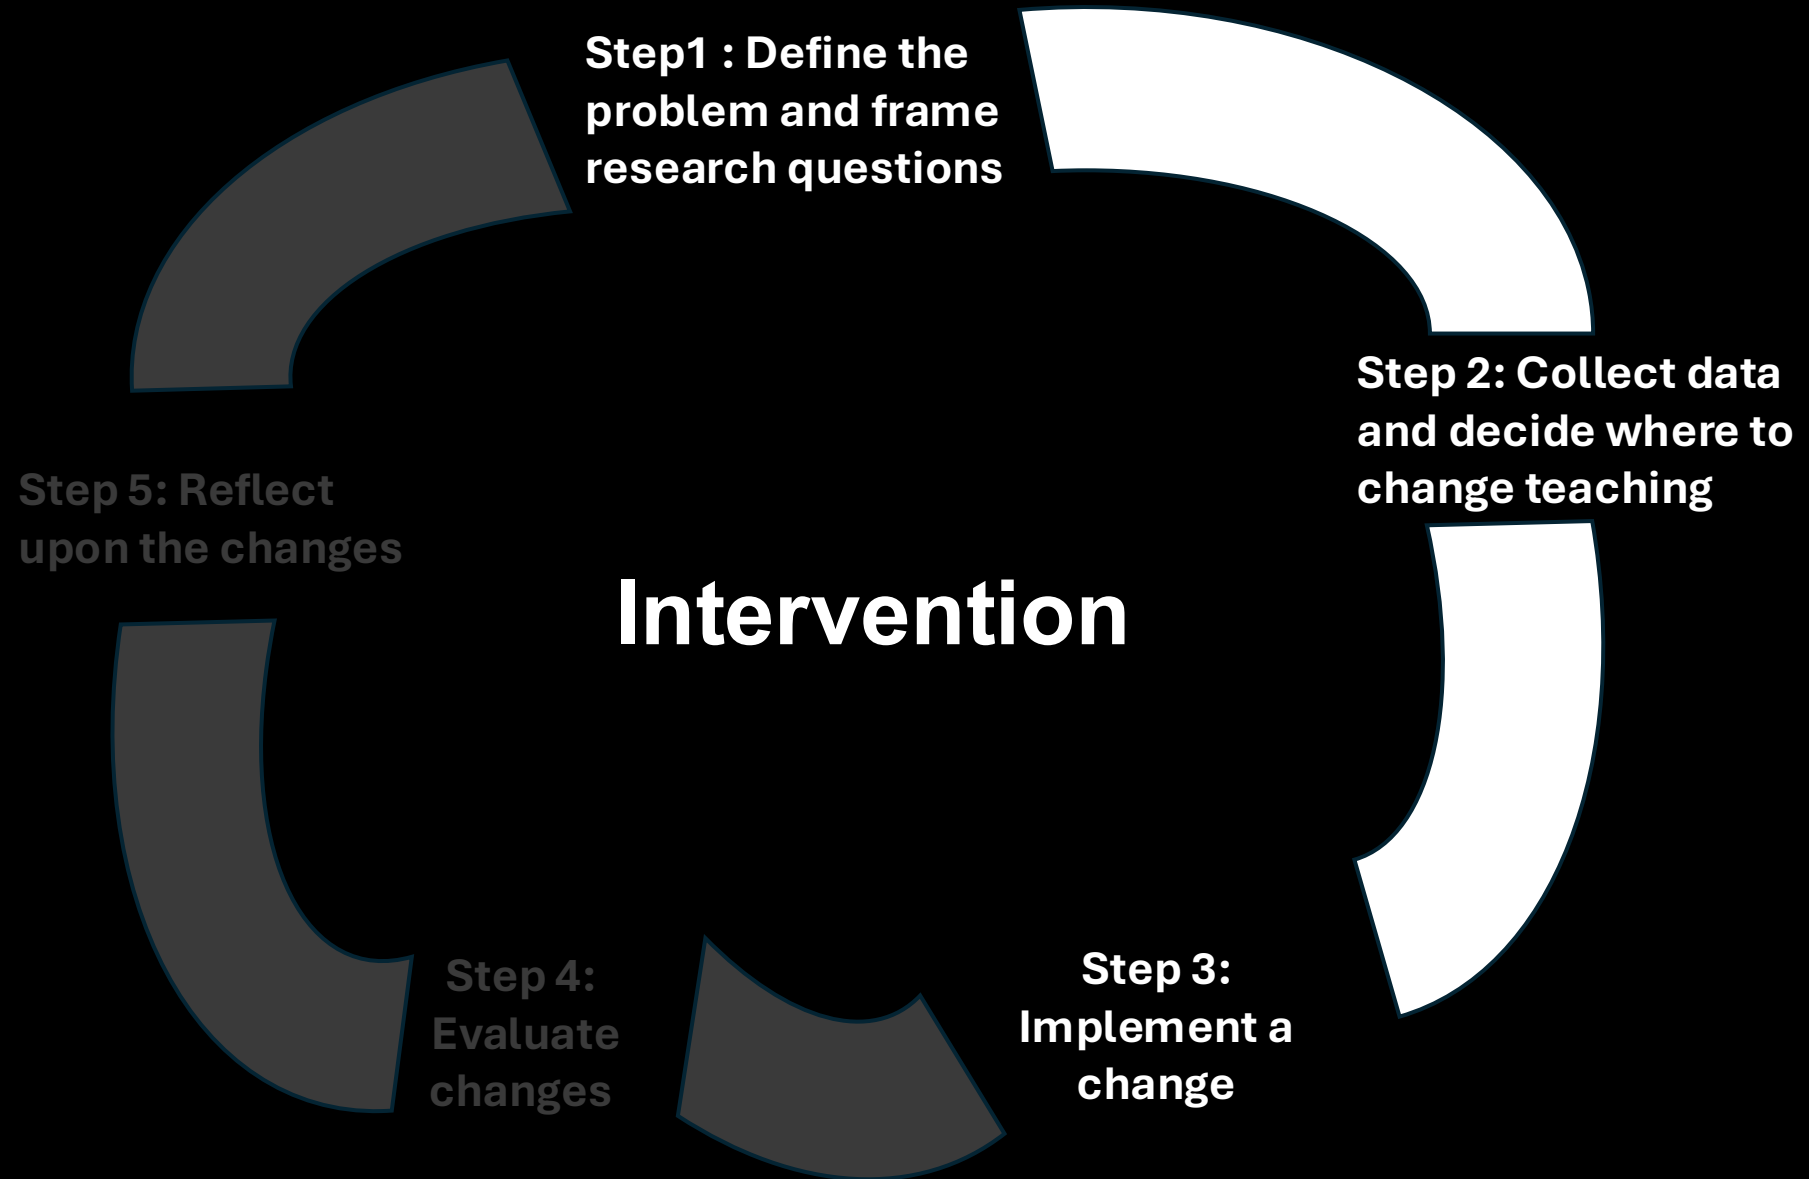 Step1 : Define the
problem and frame
research questions
Step 2: Collect data
and decide where to
change teaching
Step 5: Reflect
upon the changes
Intervention
Step 3:
Implement a
change
Step 4:
Evaluate
changes